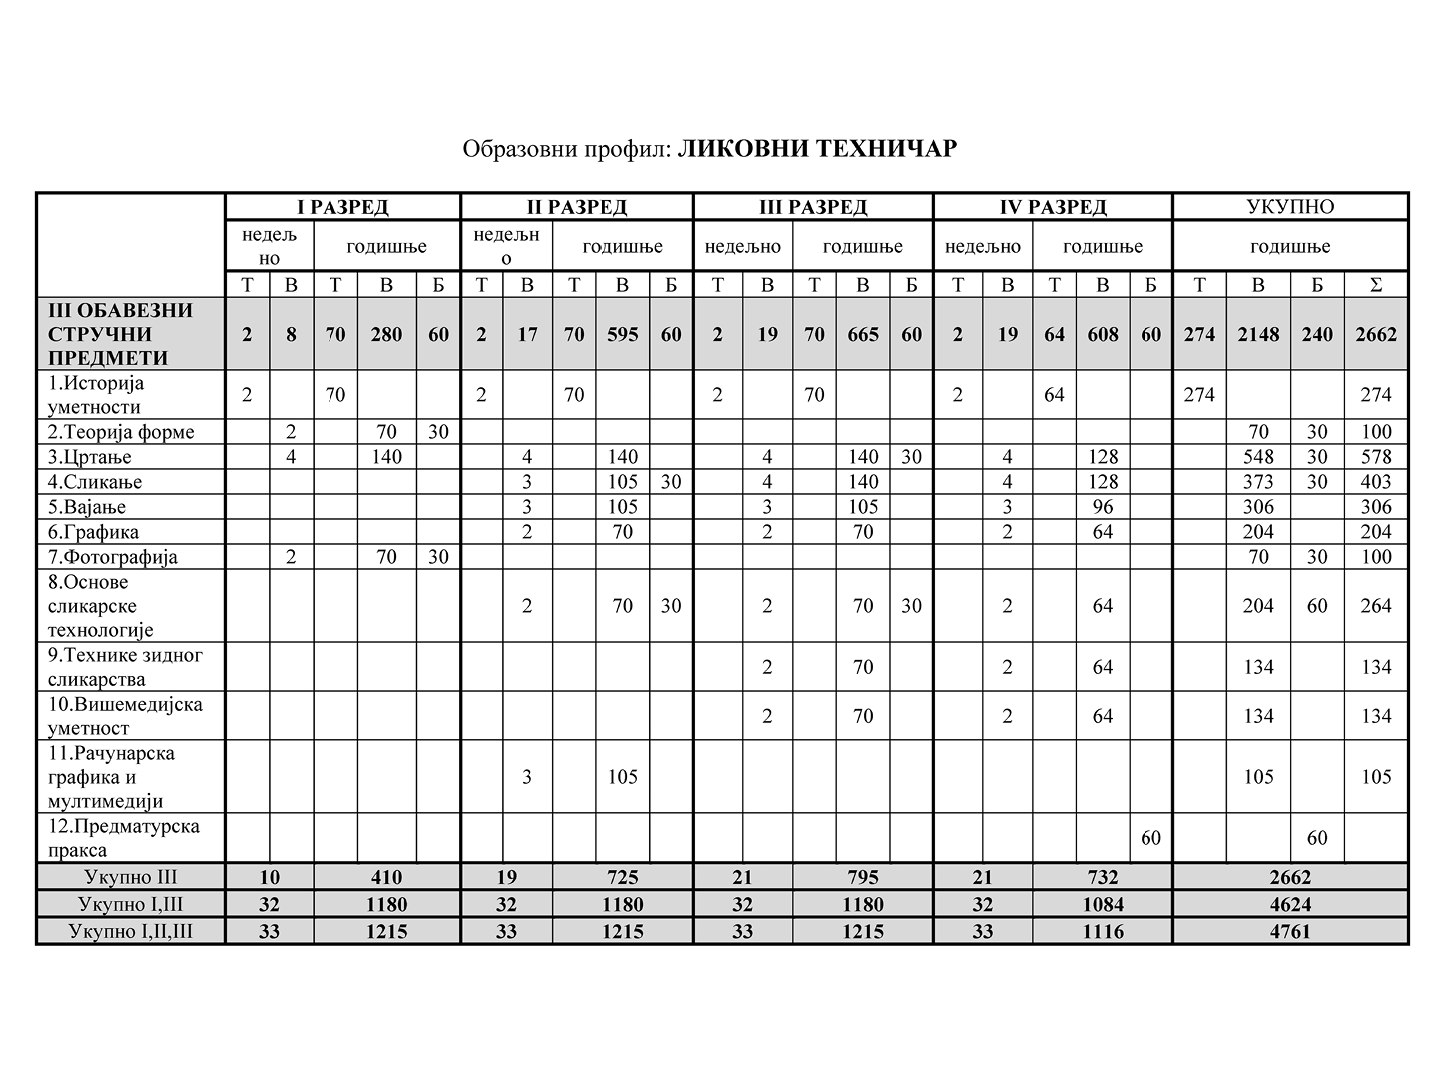 Образовни профил: ЛИКОВНИ ТЕХНИЧАР
I РАЗРЕД II РАЗРЕД III РАЗРЕД IV РАЗРЕД УКУПНО
недељ
но
годишње
недељн
о
годишње недељно годишње недељно годишње годишње
Т В Т В Б Т В Т В Б Т В Т В Б Т В Т В Б Т В Б Σ
III ОБАВЕЗНИ
СТРУЧНИ
ПРЕДМЕТИ
2 8 70 280 60 2 17 70 595 60 2 19 70 665 60 2 19 64 608 60 274 2148 240 2662
1.Историја
уметности
2 70 2 70 2 70 2 64 274 274
2.Теорија форме 2 70 30 70 30 100
3.Цртање 4 140 4 140 4 140 30 4 128 548 30 578
4.Сликање 3 105 30 4 140 4 128 373 30 403
5.Вајање 3 105 3 105 3 96 306 306
6.Графика 2 70 2 70 2 64 204 204
7.Фотографија 2 70 30 70 30 100
8.Основе
сликарске
технологије
2 70 30 2 70 30 2 64 204 60 264
9.Технике зидног
сликарства
2 70 2 64 134 134
10.Вишемедијска
уметност
2 70 2 64 134 134
11.Рачунарска
графика и
мултимедији
3 105 105 105
12.Предматурска
пракса
60 60
Укупно III 10 410 19 725 21 795 21 732 2662
Укупно I,III 32 1180 32 1180 32 1180 32 1084 4624
Укупно I,II,III 33 1215 33 1215 33 1215 33 1116 4761